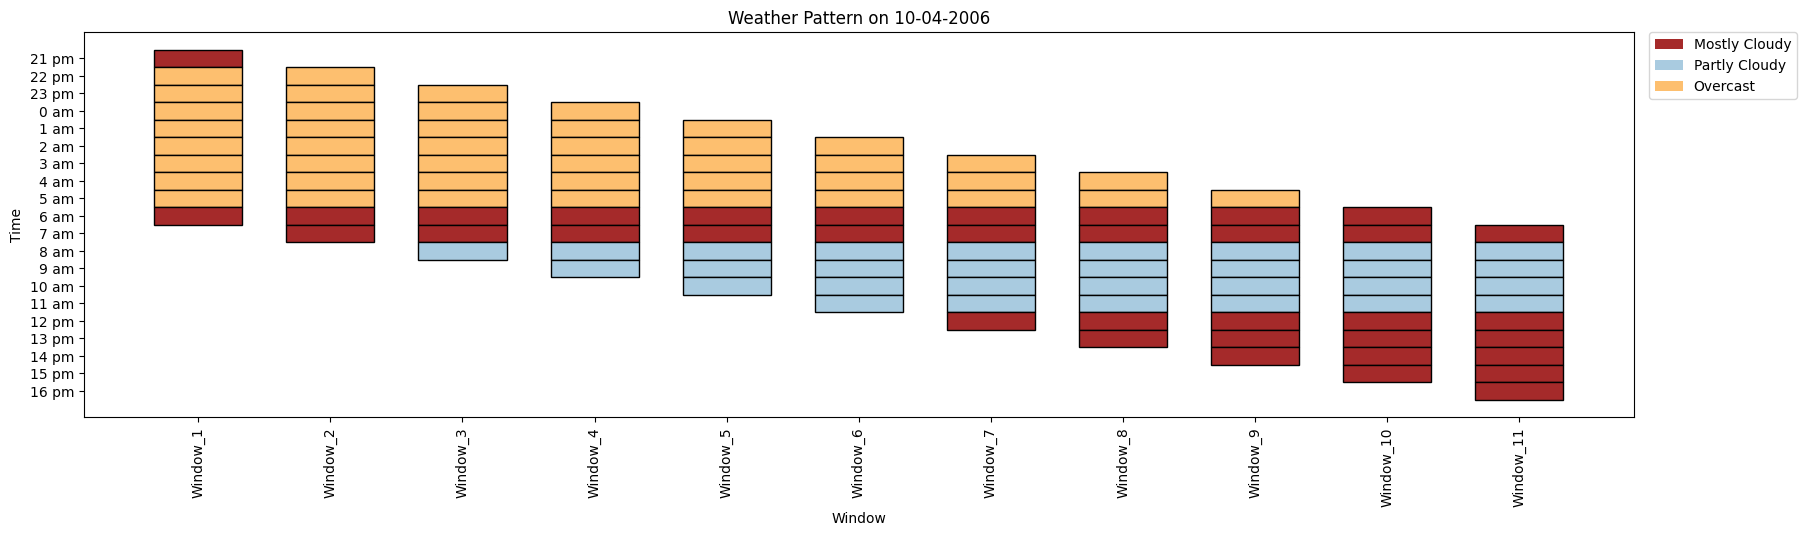 Weather Pattern on 10-04-2006
Mostly Cloudy
Partly Cloudy
Overcast
Time
21 pm
22 pm
23 pm
0 am
1 am
2 am
3 am
4 am
5 am
6 am
7 am
8 am
9 am
10 am
11 am
12 pm
13 pm
14 pm
15 pm
16 pm
Window_1
Window_2
Window_3
Window_4
Window_5
Window_6
Window_7
Window_8
Window_9
Window_10
Window_11
Window